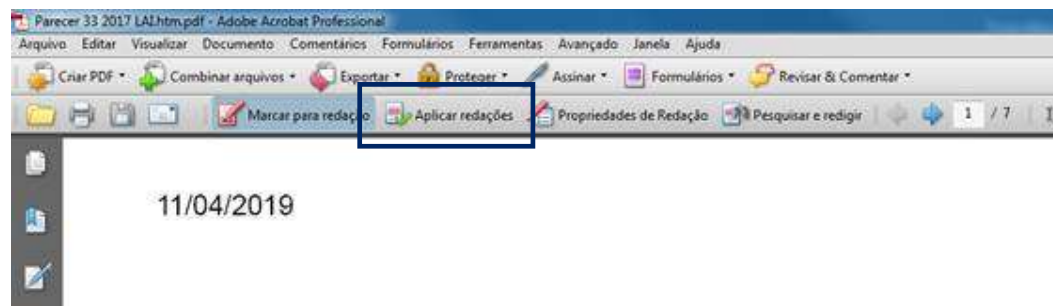 Parecer 33 2017 LAI.htm.pdf - Adobe Acrobat Professional
Arquivo Editar Visualizar Documento Comentários Formulários Ferramentas Avançado Janela Ajuda
Criar PDF Combinar arquivos Exportar Proteger Assinar Formulários Revisar & Comentar
Marcar para redação Aplicar redações Propriedades de Redação Pesquisar e redigir 1 / 7
11/04/2019